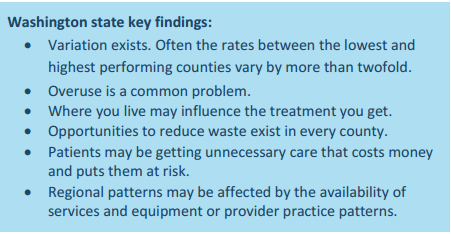 Washington state key findings:
• Variation exists. Often the rates between the lowest and
highest performing counties vary by more than twofold.
• Overuse is a common problem.
• Where you live may influence the treatment you get.
• Opportunities to reduce waste exist in every county.
• Patients may be getting unnecessary care that costs money
and puts them at risk.
• Regional patterns may be affected by the availability of
services and equipment or provider practice patterns.